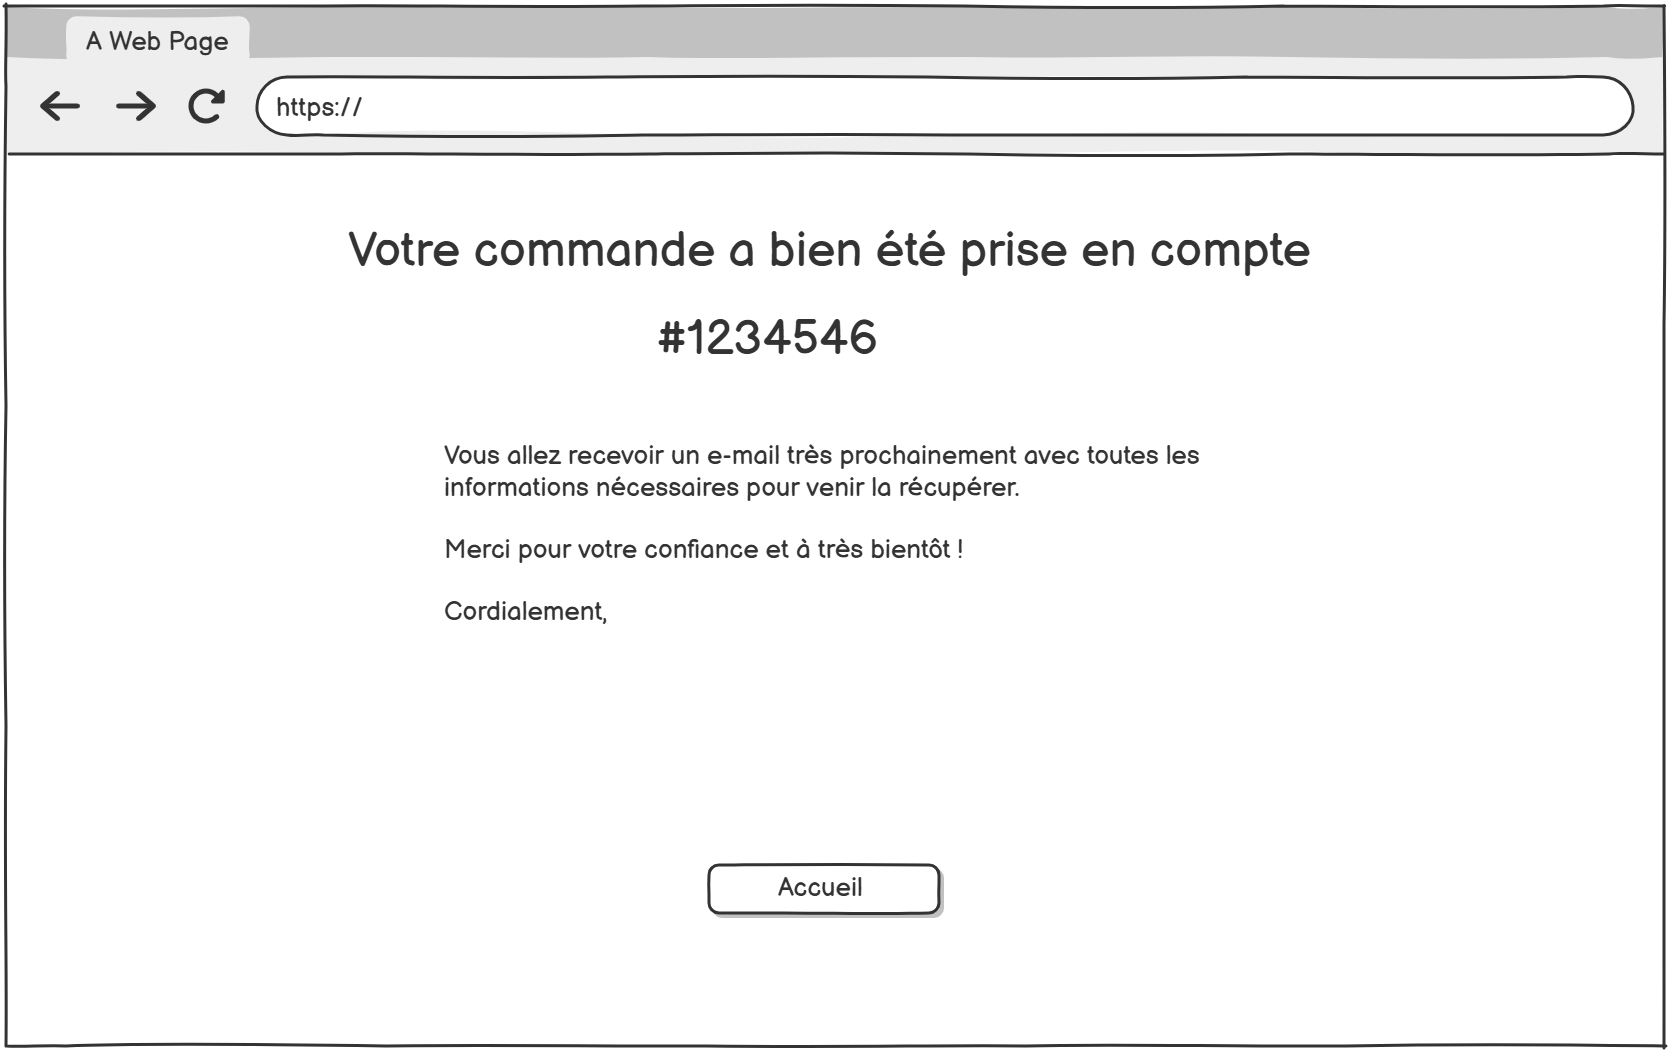 A Web Page
https://
Votre commande a bien été prise en compte
#1234546
Vous allez recevoir un e-mail très prochainement avec toutes les
informations nécessaires pour venir la récupérer.
Merci pour votre confiance et à très bientôt !
Cordialement,
Accueil